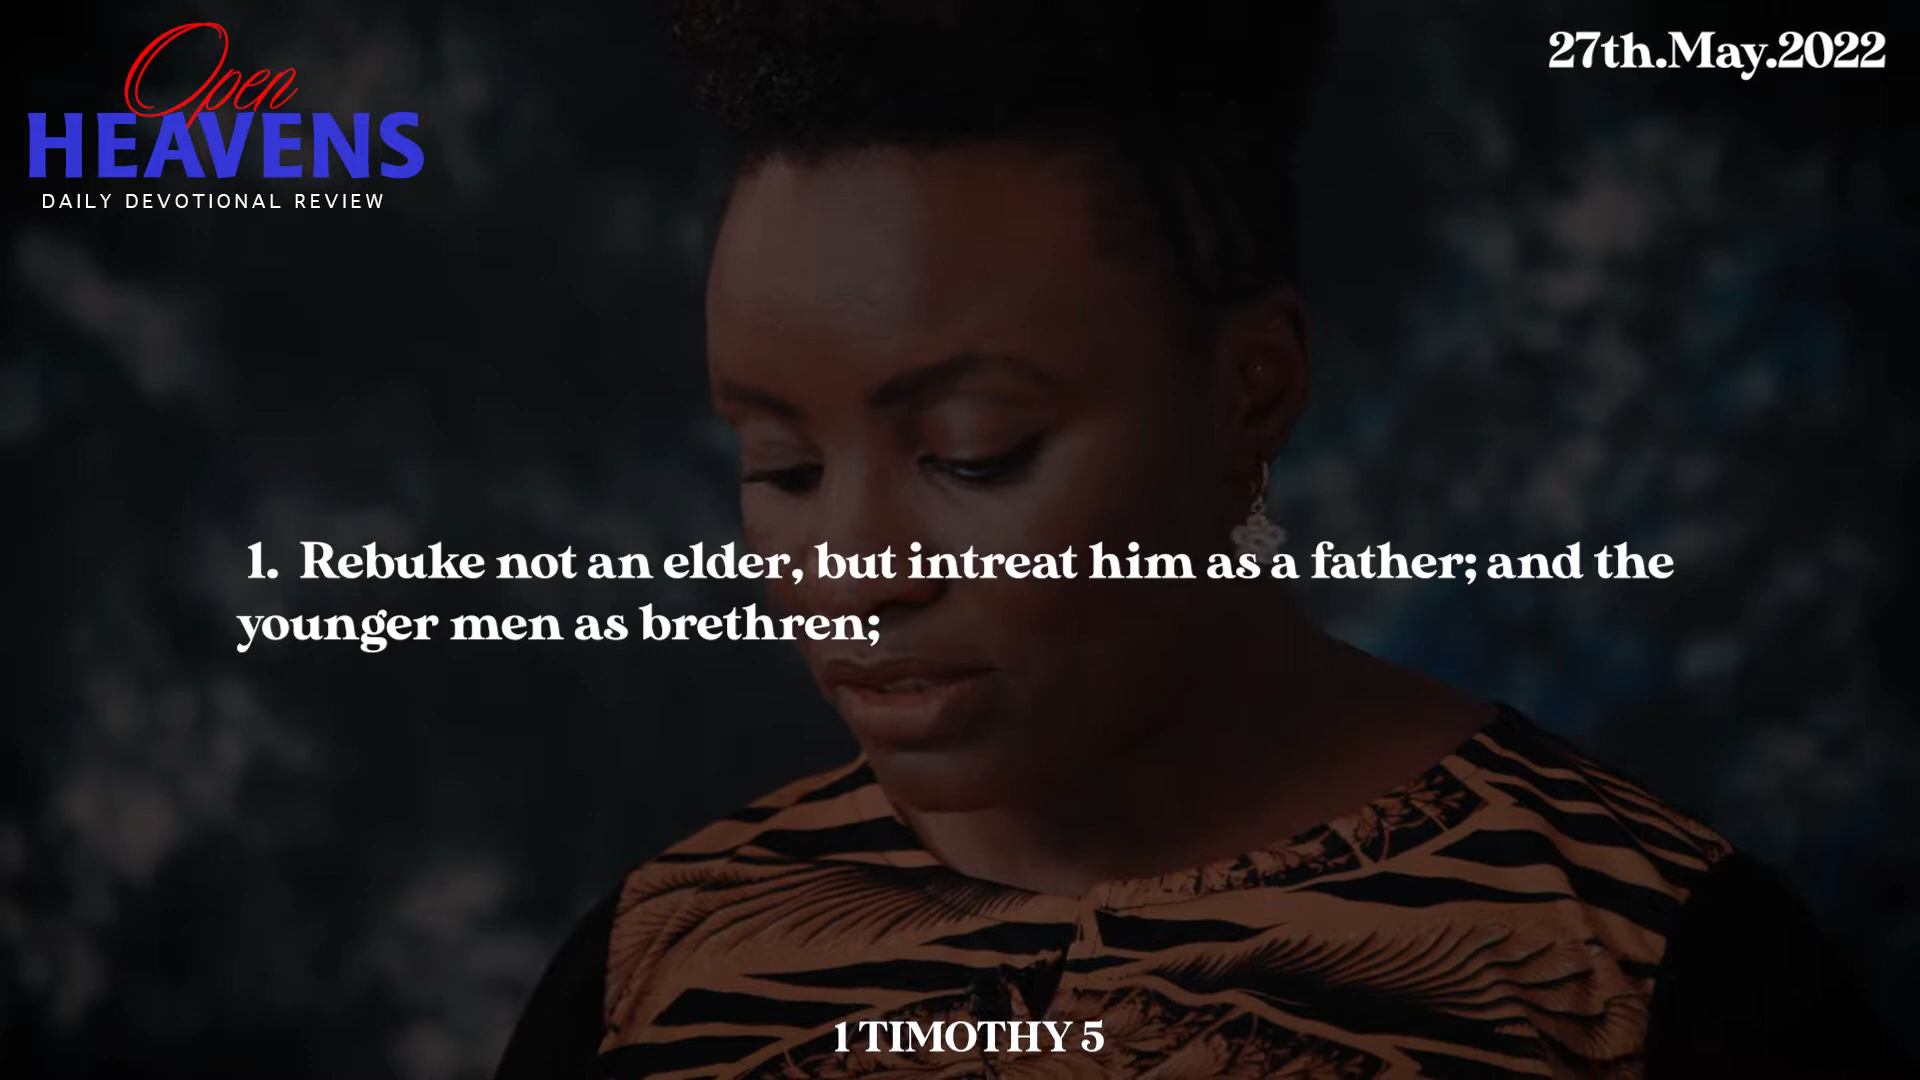 Open
HEAVENS
DAILY DEVOTIONAL REVIEW
27th.May.2022
1. Rebuke not an elder, but intreat him as a father; and the
younger men as brethren;
1 TIMOTHY 5